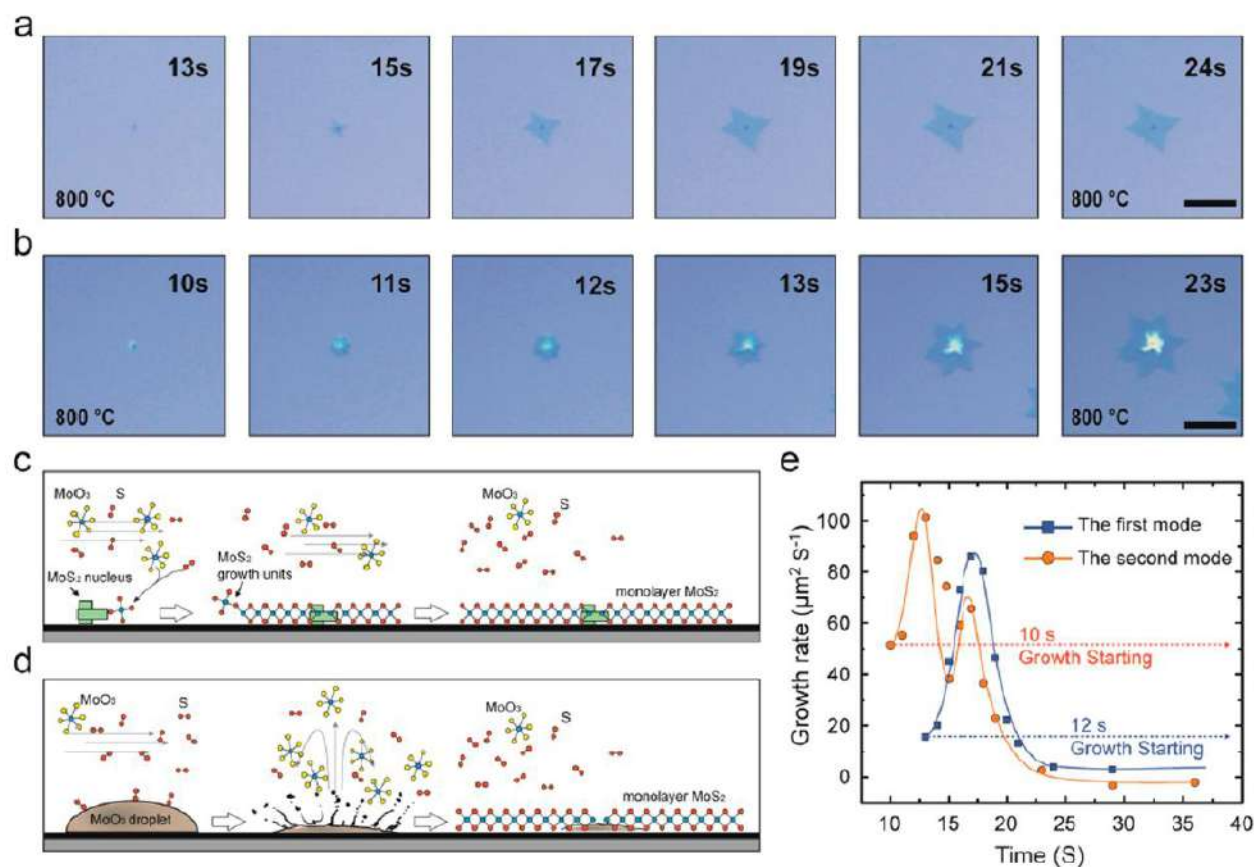 a
13s
15s
17s
19s
21s
24s
800 °C
800 °C
b
10s
11s
12s
13s
15s
23s
800 °C
800 °C
c
MoO₃
S
MoS₂ nucleus
MoS₂
growth units
MoO₃
S
monolayer MoS₂
d
MoO₃
S
MoO₃ droplet
MoO₃
S
monolayer MoS₂
e
The first mode
The second mode
10 s
Growth Starting
12 s
Growth Starting
Growth rate (μm² S⁻¹)
100
80
60
40
20
0
10
15
20
25
30
35
40
Time (S)